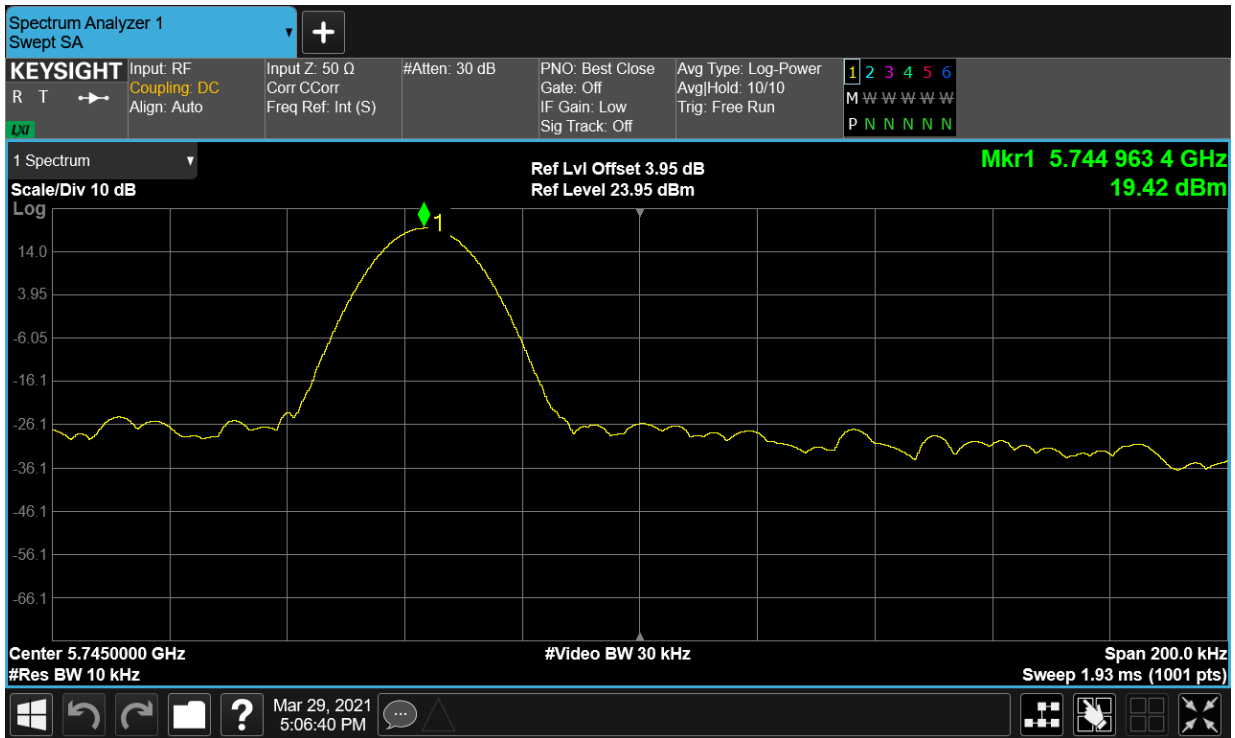 Spectrum Analyzer 1
Swept SA
+
KEYSIGHT
R T
LXI
Input: RF
Coupling: DC
Align: Auto
Input Z: 50 Ω
Corr CCorr
Freq Ref: Int (S)
#Atten: 30 dB
PNO: Best Close
Gate: Off
IF Gain: Low
Sig Track: Off
Avg Type: Log-Power
Avg|Hold: 10/10
Trig: Free Run
1 2 3 4 5 6
M W W W W W
P N N N N N
1 Spectrum
Scale/Div 10 dB
Ref Lvl Offset 3.95 dB
Ref Level 23.95 dBm
Mkr1 5.744 963 4 GHz
19.42 dBm
Log
1
14.0
3.95
-6.05
-16.1
-26.1
-36.1
-46.1
-56.1
-66.1
Center 5.7450000 GHz
#Res BW 10 kHz
#Video BW 30 kHz
Span 200.0 kHz
Sweep 1.93 ms (1001 pts)
?
Mar 29, 2021
5:06:40 PM